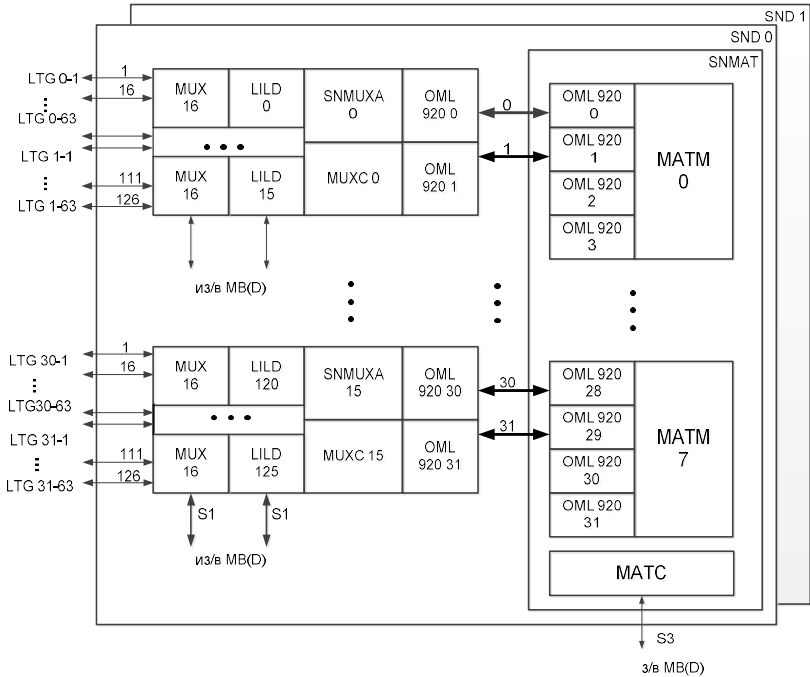 SND 1
SND 0
SNMAT
LTG 0-1
1
16
LTG 0-63
LTG 1-1
111
LTG 1-63
126
MUX
16
LILD
0
SNMUXA
0
OML
920 0
MUX
16
LILD
15
MUXC 0
OML
920 1
0
1
OML 920
0
OML 920
1
OML 920
2
OML 920
3
MATM
0
из/в МВ(D)
LTG 30-1
1
16
LTG30-63
LTG 31-1
111
LTG 31-63
126
MUX
16
LILD
120
SNMUXA
15
OML
920 30
MUX
16
LILD
125
MUXC 15
OML
920 31
30
31
OML 920
28
OML 920
29
OML 920
30
OML 920
31
MATM
7
S1
S1
из/в МВ(D)
MATC
S3
з/в МВ(D)